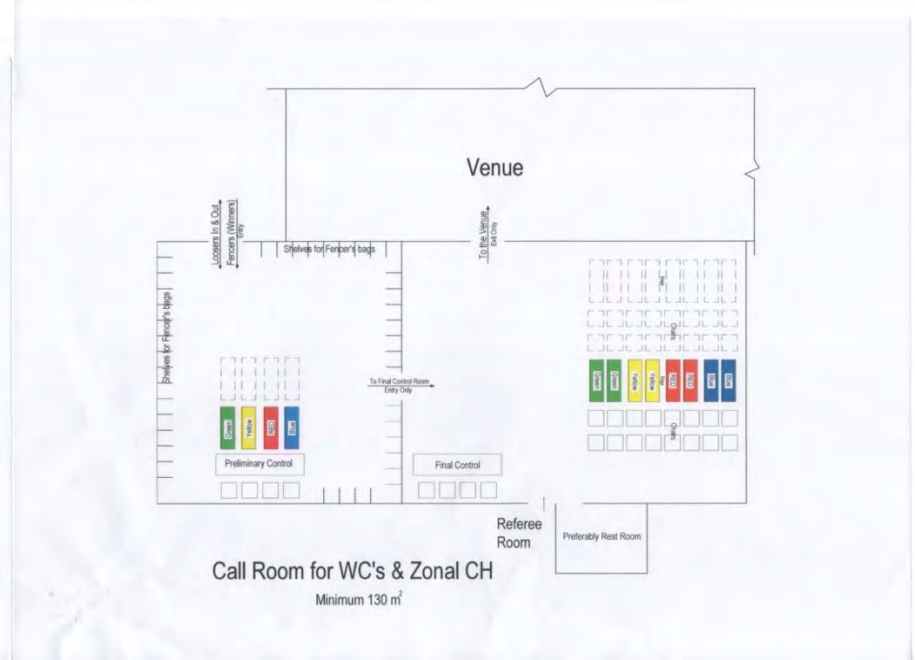 Venue
Loosers In & Out
Fencers (Winners)
Entry
To the Venue
Exit Only
Shelves for Fencer's bags
Shelves for Fencer's bags
Chairs
To Final Control Room
Entry Only
Green
Green
Yellow
Yellow
RED
RED
Blue
Blue
Green
Yellow
RED
Blue
Chairs
Preliminary Control
Final Control
Referee
Room
Preferably Rest Room
Call Room for WC's & Zonal CH
Minimum 130 m²